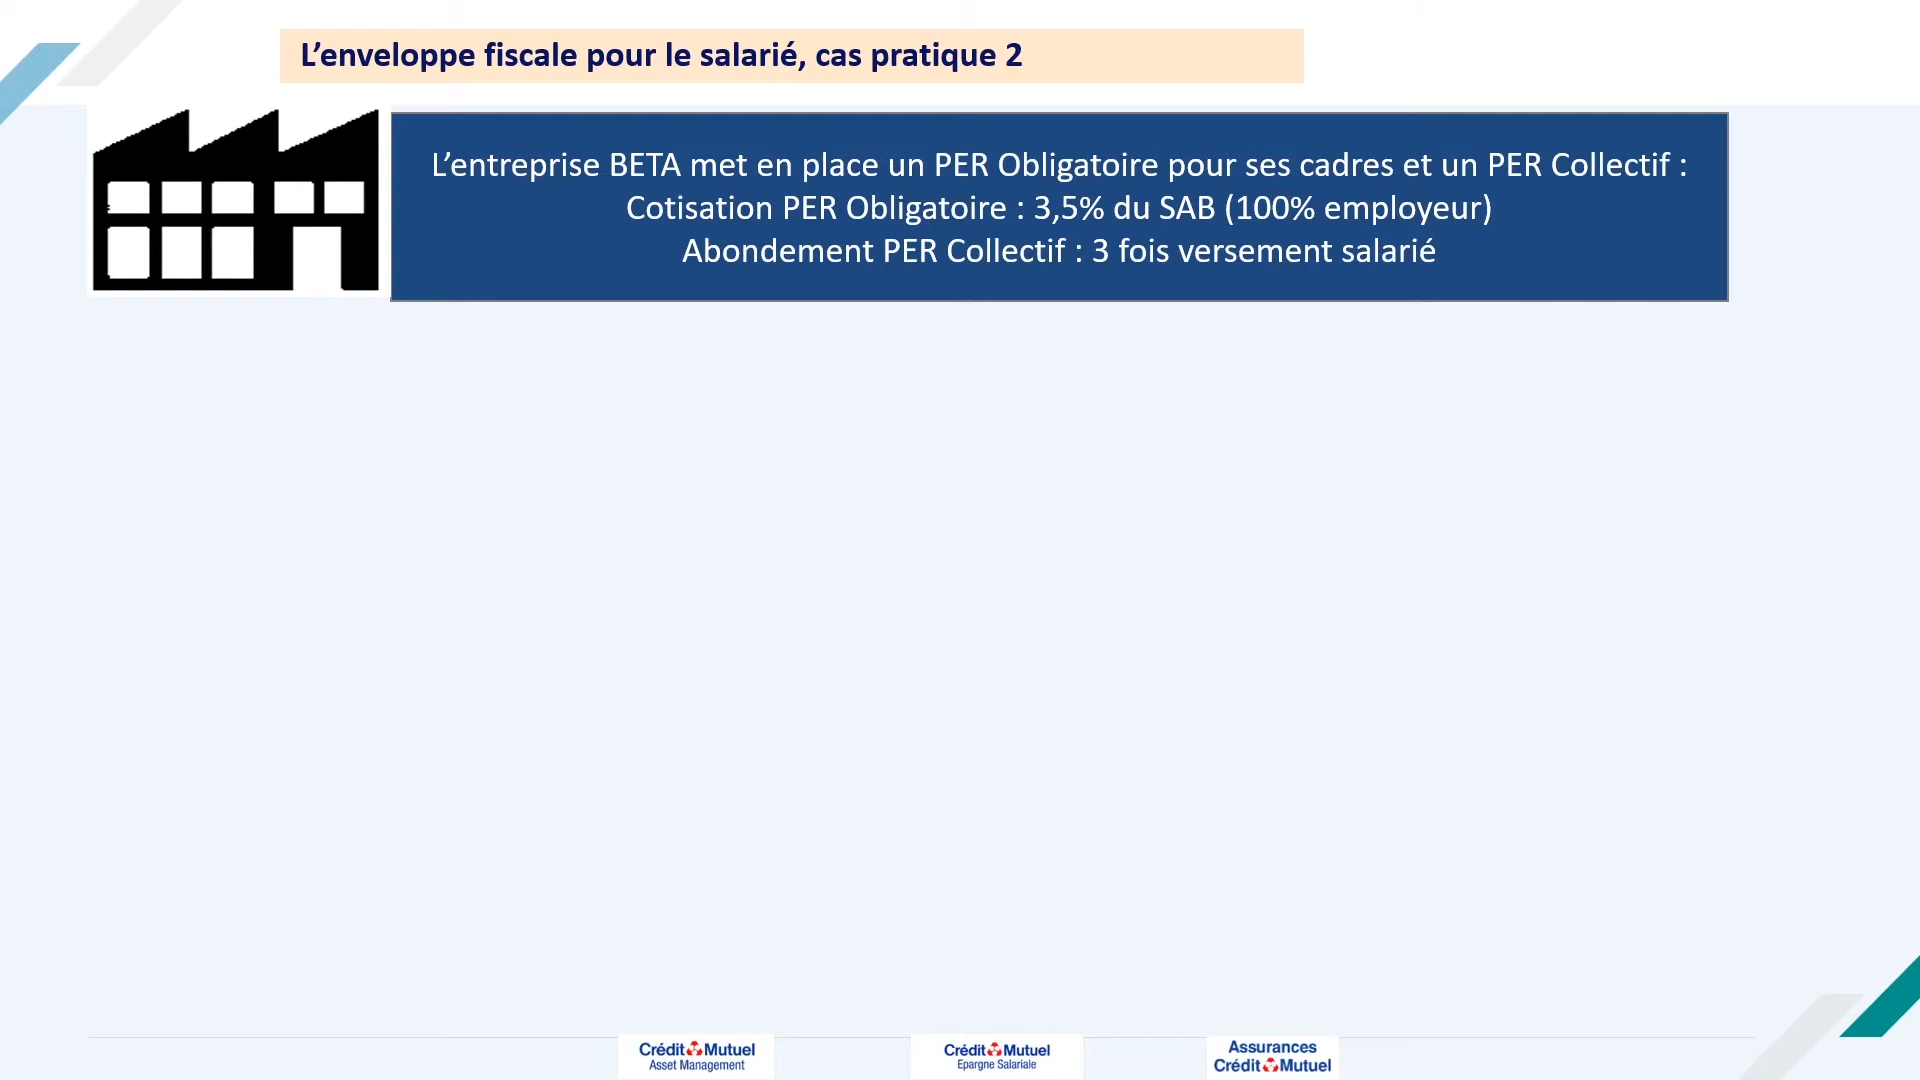 L’enveloppe fiscale pour le salarié, cas pratique 2
L’entreprise BETA met en place un PER Obligatoire pour ses cadres et un PER Collectif :
Cotisation PER Obligatoire : 3,5% du SAB (100% employeur)
Abondement PER Collectif : 3 fois versement salarié
Crédit Mutuel
Asset Management
Crédit Mutuel
Epargne Salariale
Assurances
Crédit Mutuel